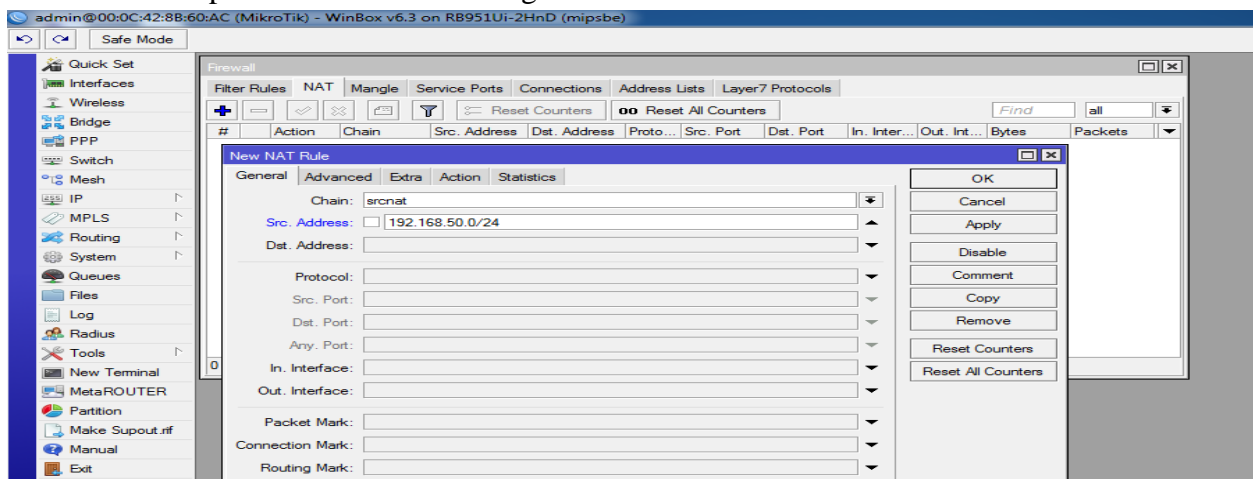 admin@00:0C:42:8B:60:AC (MikroTik) - WinBox v6.3 on RB951Ui-2HnD (mipsbe)
Safe Mode
Quick Set
Interfaces
Wireless
Bridge
PPP
Switch
Mesh
IP
MPLS
Routing
System
Queues
Files
Log
Radius
Tools
New Terminal
MetaROUTER
Partition
Make Supout.rif
Manual
Exit
Firewall
Filter Rules NAT Mangle Service Ports Connections Address Lists Layer7 Protocols
Reset Counters 00 Reset All Counters Find all
# Action Chain Src. Address Dst. Address Proto... Src. Port Dst. Port In. Inter... Out. Int... Bytes Packets
New NAT Rule
General Advanced Extra Action Statistics
Chain: srcnat
Src. Address: 192.168.50.0/24
Dst. Address:
Protocol:
Src. Port:
Dst. Port:
Any. Port:
In. Interface:
Out. Interface:
Packet Mark:
Connection Mark:
Routing Mark:
OK
Cancel
Apply
Disable
Comment
Copy
Remove
Reset Counters
Reset All Counters
0